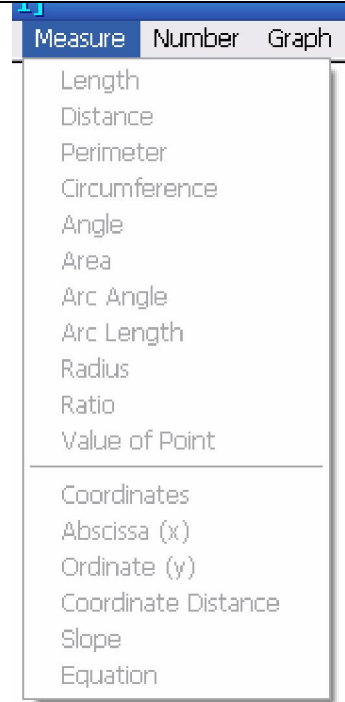 Measure Number Graph
Length
Distance
Perimeter
Circumference
Angle
Area
Arc Angle
Arc Length
Radius
Ratio
Value of Point
Coordinates
Abscissa (x)
Ordinate (y)
Coordinate Distance
Slope
Equation